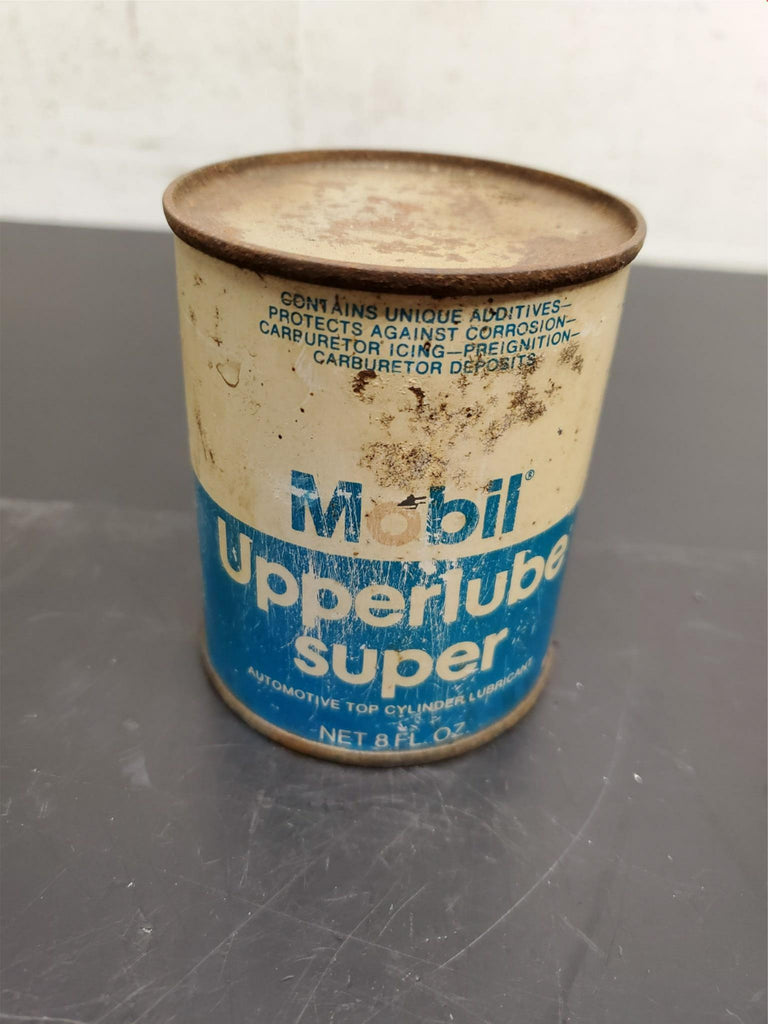 CONTAINS UNIQUE ADDITIVES—
PROTECTS AGAINST CORROSION—
CARBURETOR ICING—PREIGNITION—
CARBURETOR DEPOSITS
Mobil®
Upperlube
super
AUTOMOTIVE TOP CYLINDER LUBRICANT
NET 8 FL. OZ.